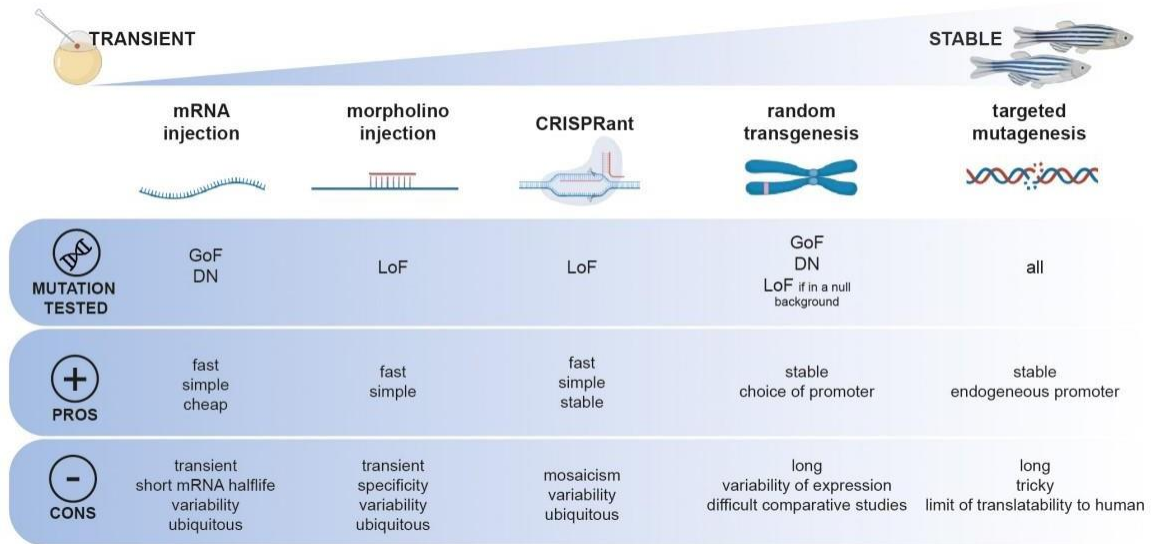 TRANSIENT
STABLE
mRNA
injection
morpholino
injection
CRISPRant
random
transgenesis
targeted
mutagenesis
MUTATION
TESTED
GoF
DN
LoF
LoF
GoF
DN
LoF if in a null
background
all
+
PROS
fast
simple
cheap
fast
simple
fast
simple
stable
stable
choice of promoter
stable
endogeneous promoter
-
CONS
transient
short mRNA halflife
variability
ubiquitous
transient
specificity
variability
ubiquitous
mosaicism
variability
ubiquitous
long
variability of expression
difficult comparative studies
long
tricky
limit of translatability to human